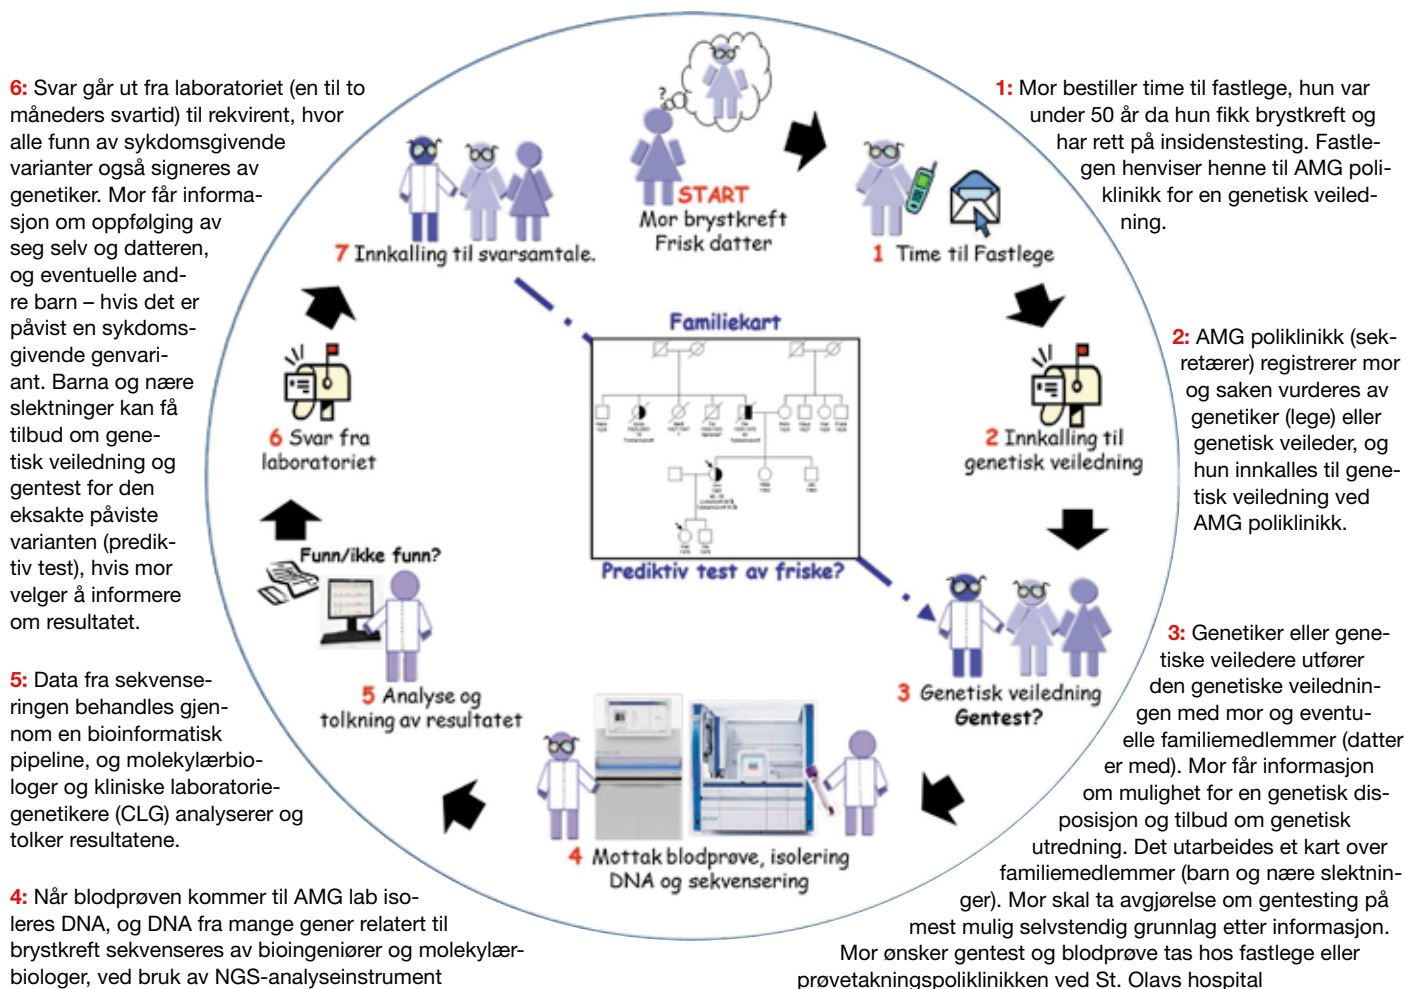 6: Svar går ut fra laboratoriet (en til to
måneders svartid) til rekvirent, hvor
alle funn av sykdomsgivende
varianter også signeres av
genetiker. Mor får informa-
sjon om oppfølging av
seg selv og datteren,
og eventuelle and-
re barn – hvis det er
påvist en sykdoms-
givende genvari-
ant. Barna og nære
slektninger kan få
tilbud om gene-
tisk veiledning og
gentest for den
eksakte påviste
varianten (predik-
tiv test), hvis mor
velger å informere
om resultatet.
5: Data fra sekvense-
ringen behandles gjen-
nom en bioinformatisk
pipeline, og molekylærbio-
loger og kliniske laboratorie-
genetikere (CLG) analyserer og
tolker resultatene.
4: Når blodprøven kommer til AMG lab iso-
leres DNA, og DNA fra mange gener relatert til
brystkreft sekvenseres av bioingeniører og molekylær-
biologer, ved bruk av NGS-analyseinstrument
?
START
Mor brystkreft
Frisk datter
1 Time til Fastlege
2 Innkalling til
genetisk veiledning
3 Genetisk veiledning
Gentest?
4 Mottak blodprøve, isolering
DNA og sekvensering
5 Analyse og
tolkning av resultatet
Funn/ikke funn?
6 Svar fra
laboratoriet
7 Innkalling til svarsamtale.
Familiekart
Prediktiv test av friske?
1: Mor bestiller time til fastlege, hun var
under 50 år da hun fikk brystkreft og
har rett på insidenstesting. Fastle-
gen henviser henne til AMG poli-
klinikk for en genetisk veiled-
ning.
2: AMG poliklinikk (sek-
retærer) registrerer mor
og saken vurderes av
genetiker (lege) eller
genetisk veileder, og
hun innkalles til gene-
tisk veiledning ved
AMG poliklinikk.
3: Genetiker eller gene-
tiske veiledere utfører
den genetiske veilednin-
gen med mor og eventu-
elle familiemedlemmer (datter
er med). Mor får informasjon
om mulighet for en genetisk dis-
posisjon og tilbud om genetisk
utredning. Det utarbeides et kart over
familiemedlemmer (barn og nære slektnin-
ger). Mor skal ta avgjørelse om gentesting på
mest mulig selvstendig grunnlag etter informasjon.
Mor ønsker gentest og blodprøve tas hos fastlege eller
prøvetakningspoliklinikken ved St. Olavs hospital